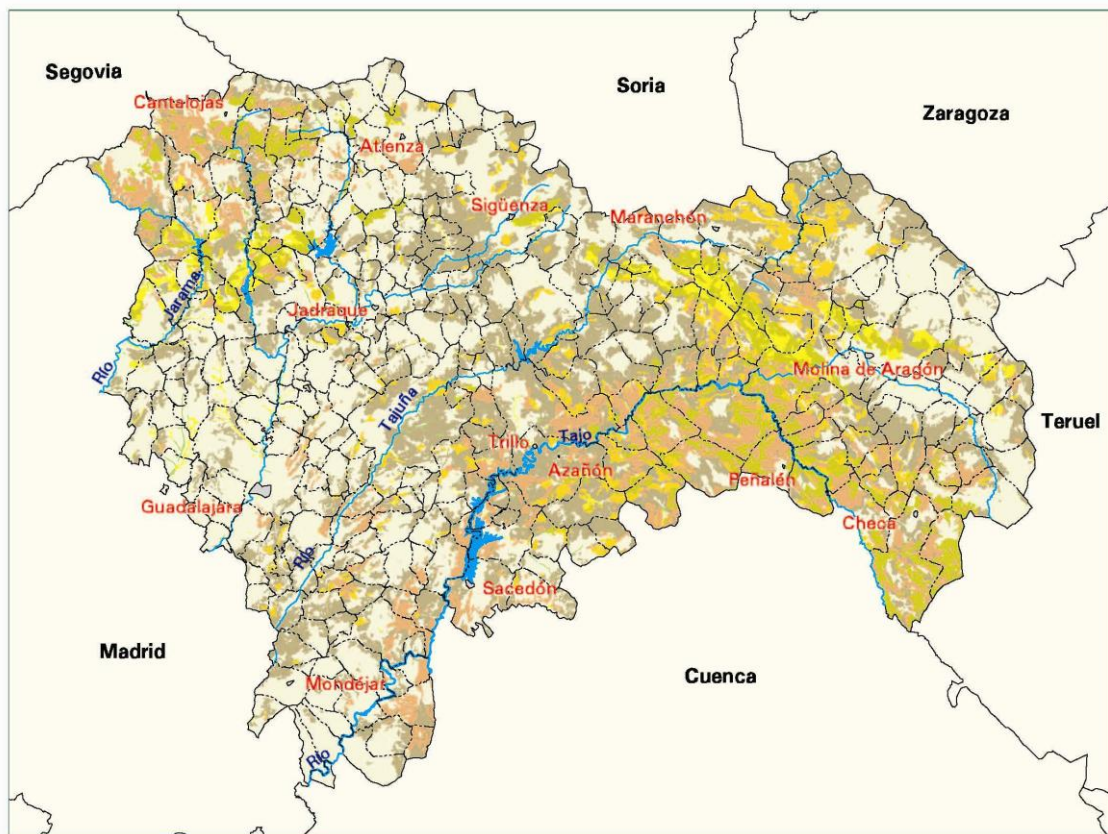 Segovia
Soria
Zaragoza
Cantalojas
Atienza
Sigüenza
Maranchón
Jarama
Jadraque
Río
Molina de Aragón
Tajuña
Teruel
Trillo
Tajo
Azañón
Peñalén
Guadalajara
Checa
Río
Sacedón
Madrid
Cuenca
Mondéjar
Río